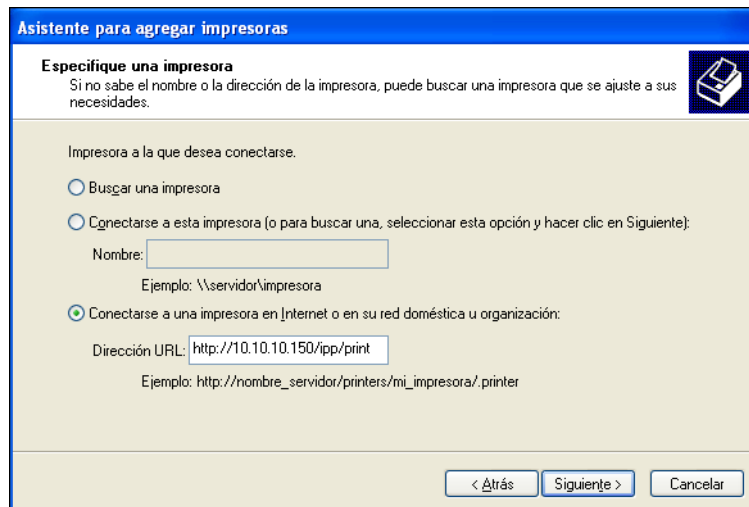 Asistente para agregar impresoras
Especifique una impresora
Si no sabe el nombre o la dirección de la impresora, puede buscar una impresora que se ajuste a sus
necesidades.
Impresora a la que desea conectarse.
Buscar una impresora
Conectarse a esta impresora (o para buscar una, seleccionar esta opción y hacer clic en Siguiente):
Nombre:
Ejemplo: \\servidor\impresora
Conectarse a una impresora en Internet o en su red doméstica u organización:
Dirección URL: http://10.10.10.150/ipp/print
Ejemplo: http://nombre_servidor/printers/mi_impresora/.printer
< Atrás Siguiente > Cancelar